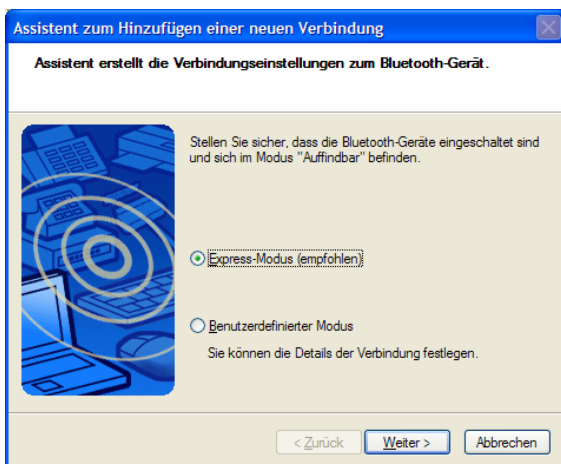 Assistent zum Hinzufügen einer neuen Verbindung
Assistent erstellt die Verbindungseinstellungen zum Bluetooth-Gerät.
Stellen Sie sicher, dass die Bluetooth-Geräte eingeschaltet sind
und sich im Modus "Auffindbar" befinden.
Express-Modus (empfohlen)
Benutzerdefinierter Modus
Sie können die Details der Verbindung festlegen.
< Zurück Weiter > Abbrechen